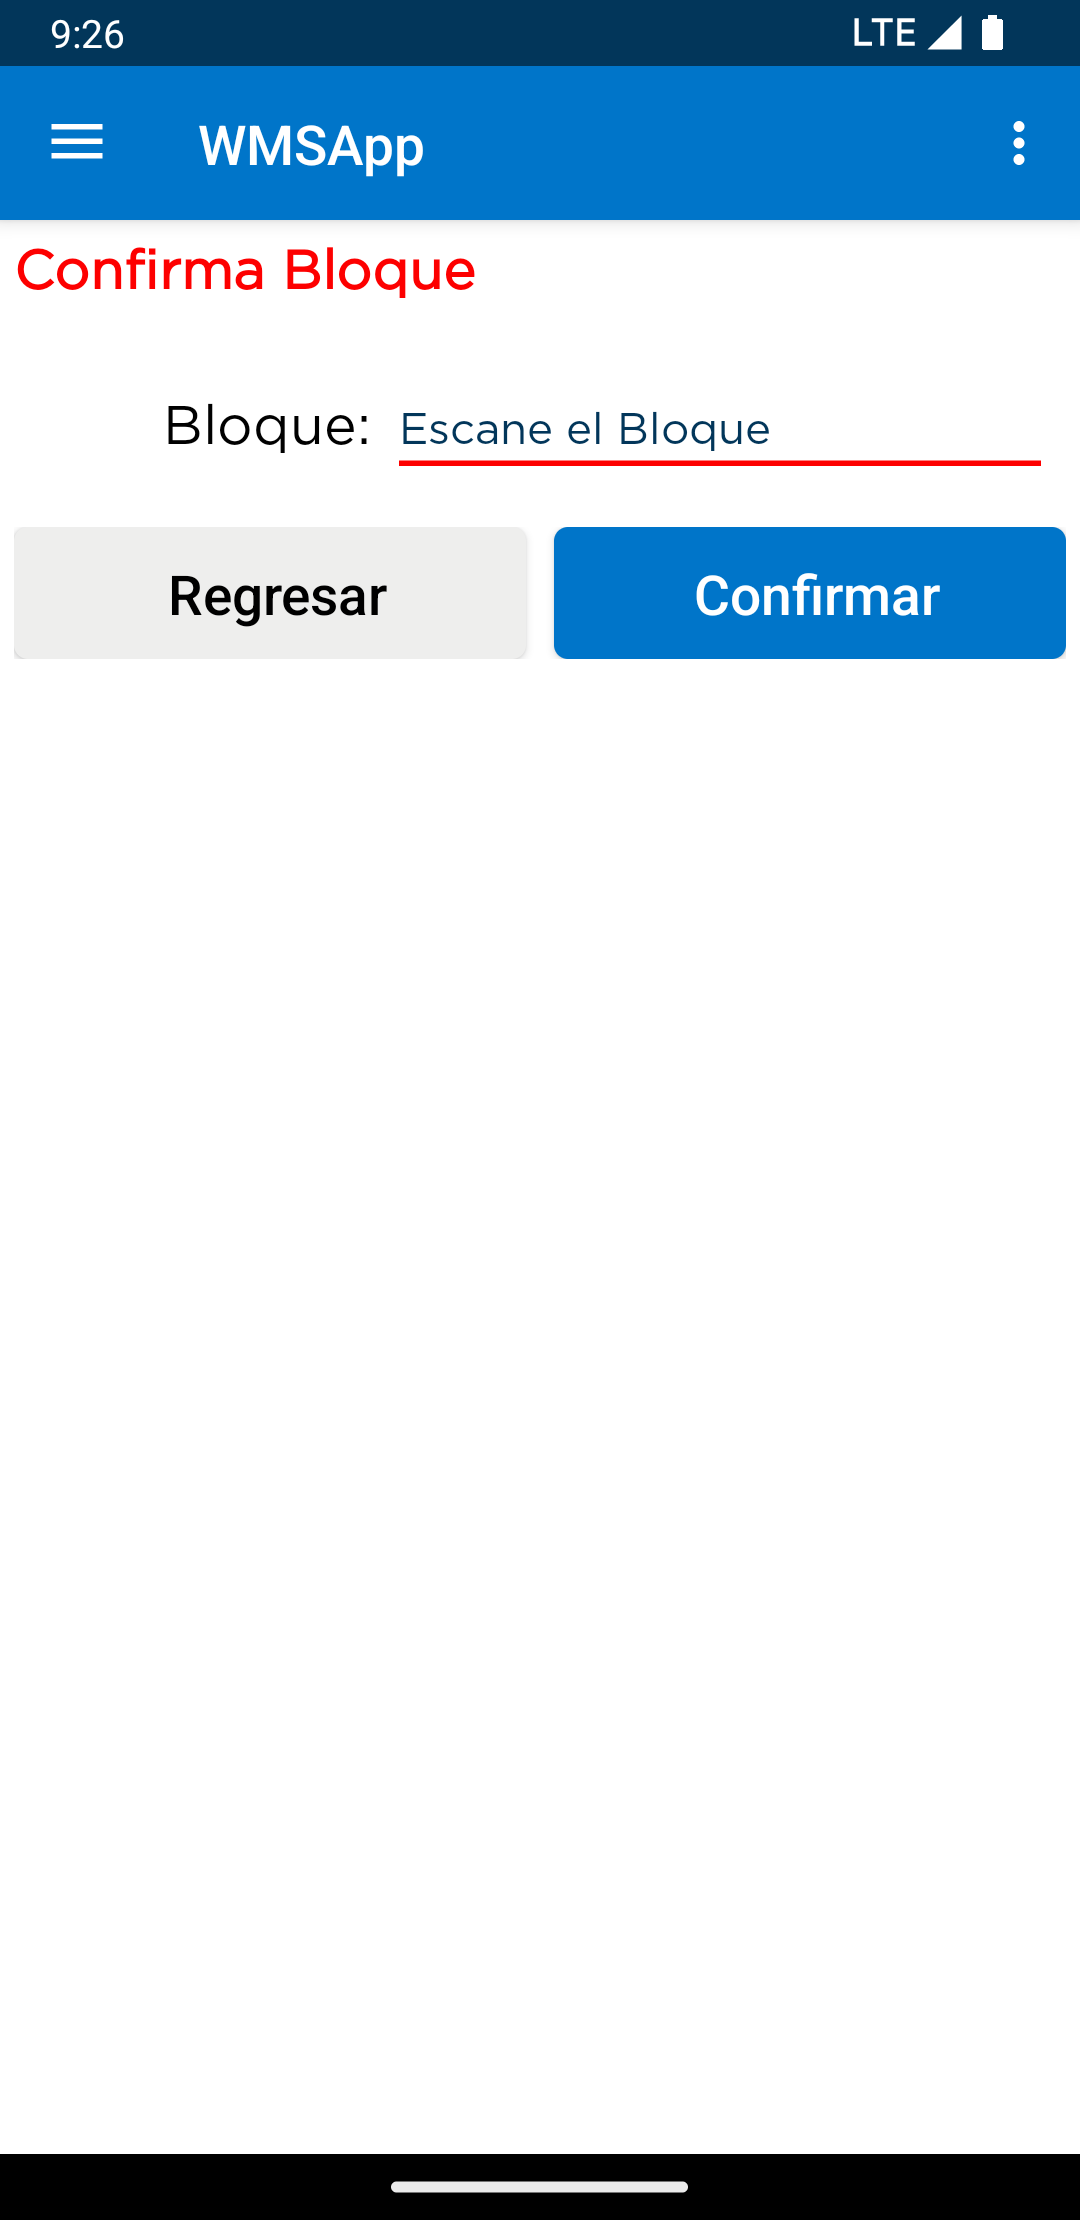 9:26 LTE
WMSApp
Confirma Bloque
Bloque: Escane el Bloque
Regresar Confirmar